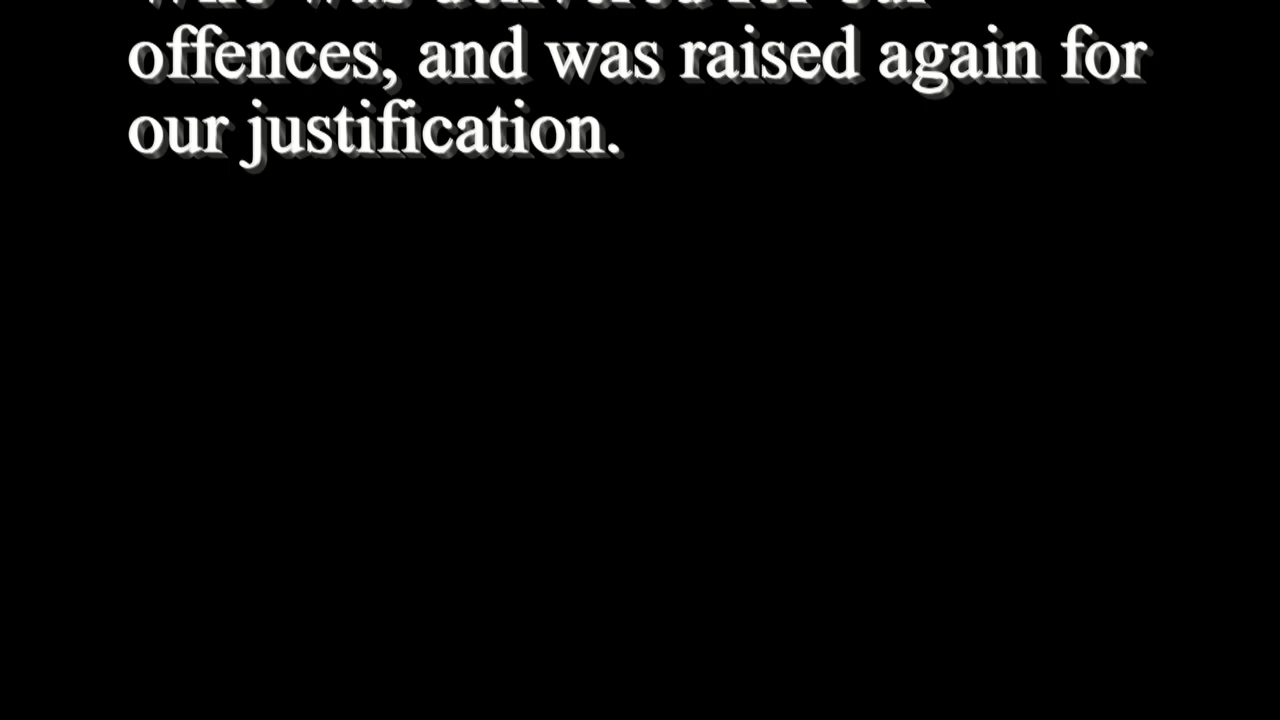 who was delivered for our
offences, and was raised again for
our justification.